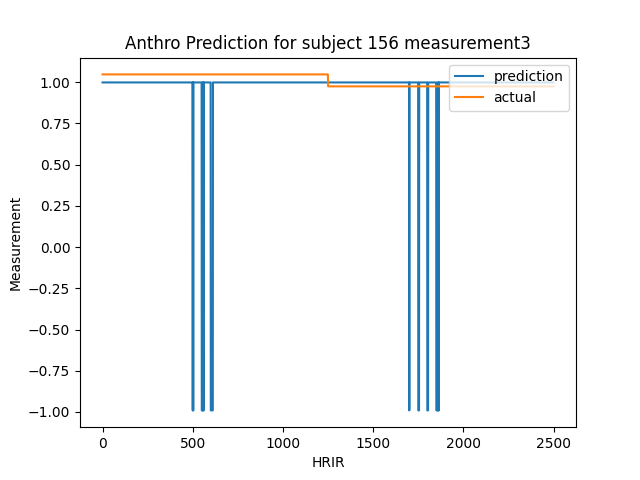 Anthro Prediction for subject 156 measurement3
prediction
actual
1.00
0.75
0.50
0.25
0.00
−0.25
−0.50
−0.75
−1.00
Measurement
0 500 1000 1500 2000 2500
HRIR